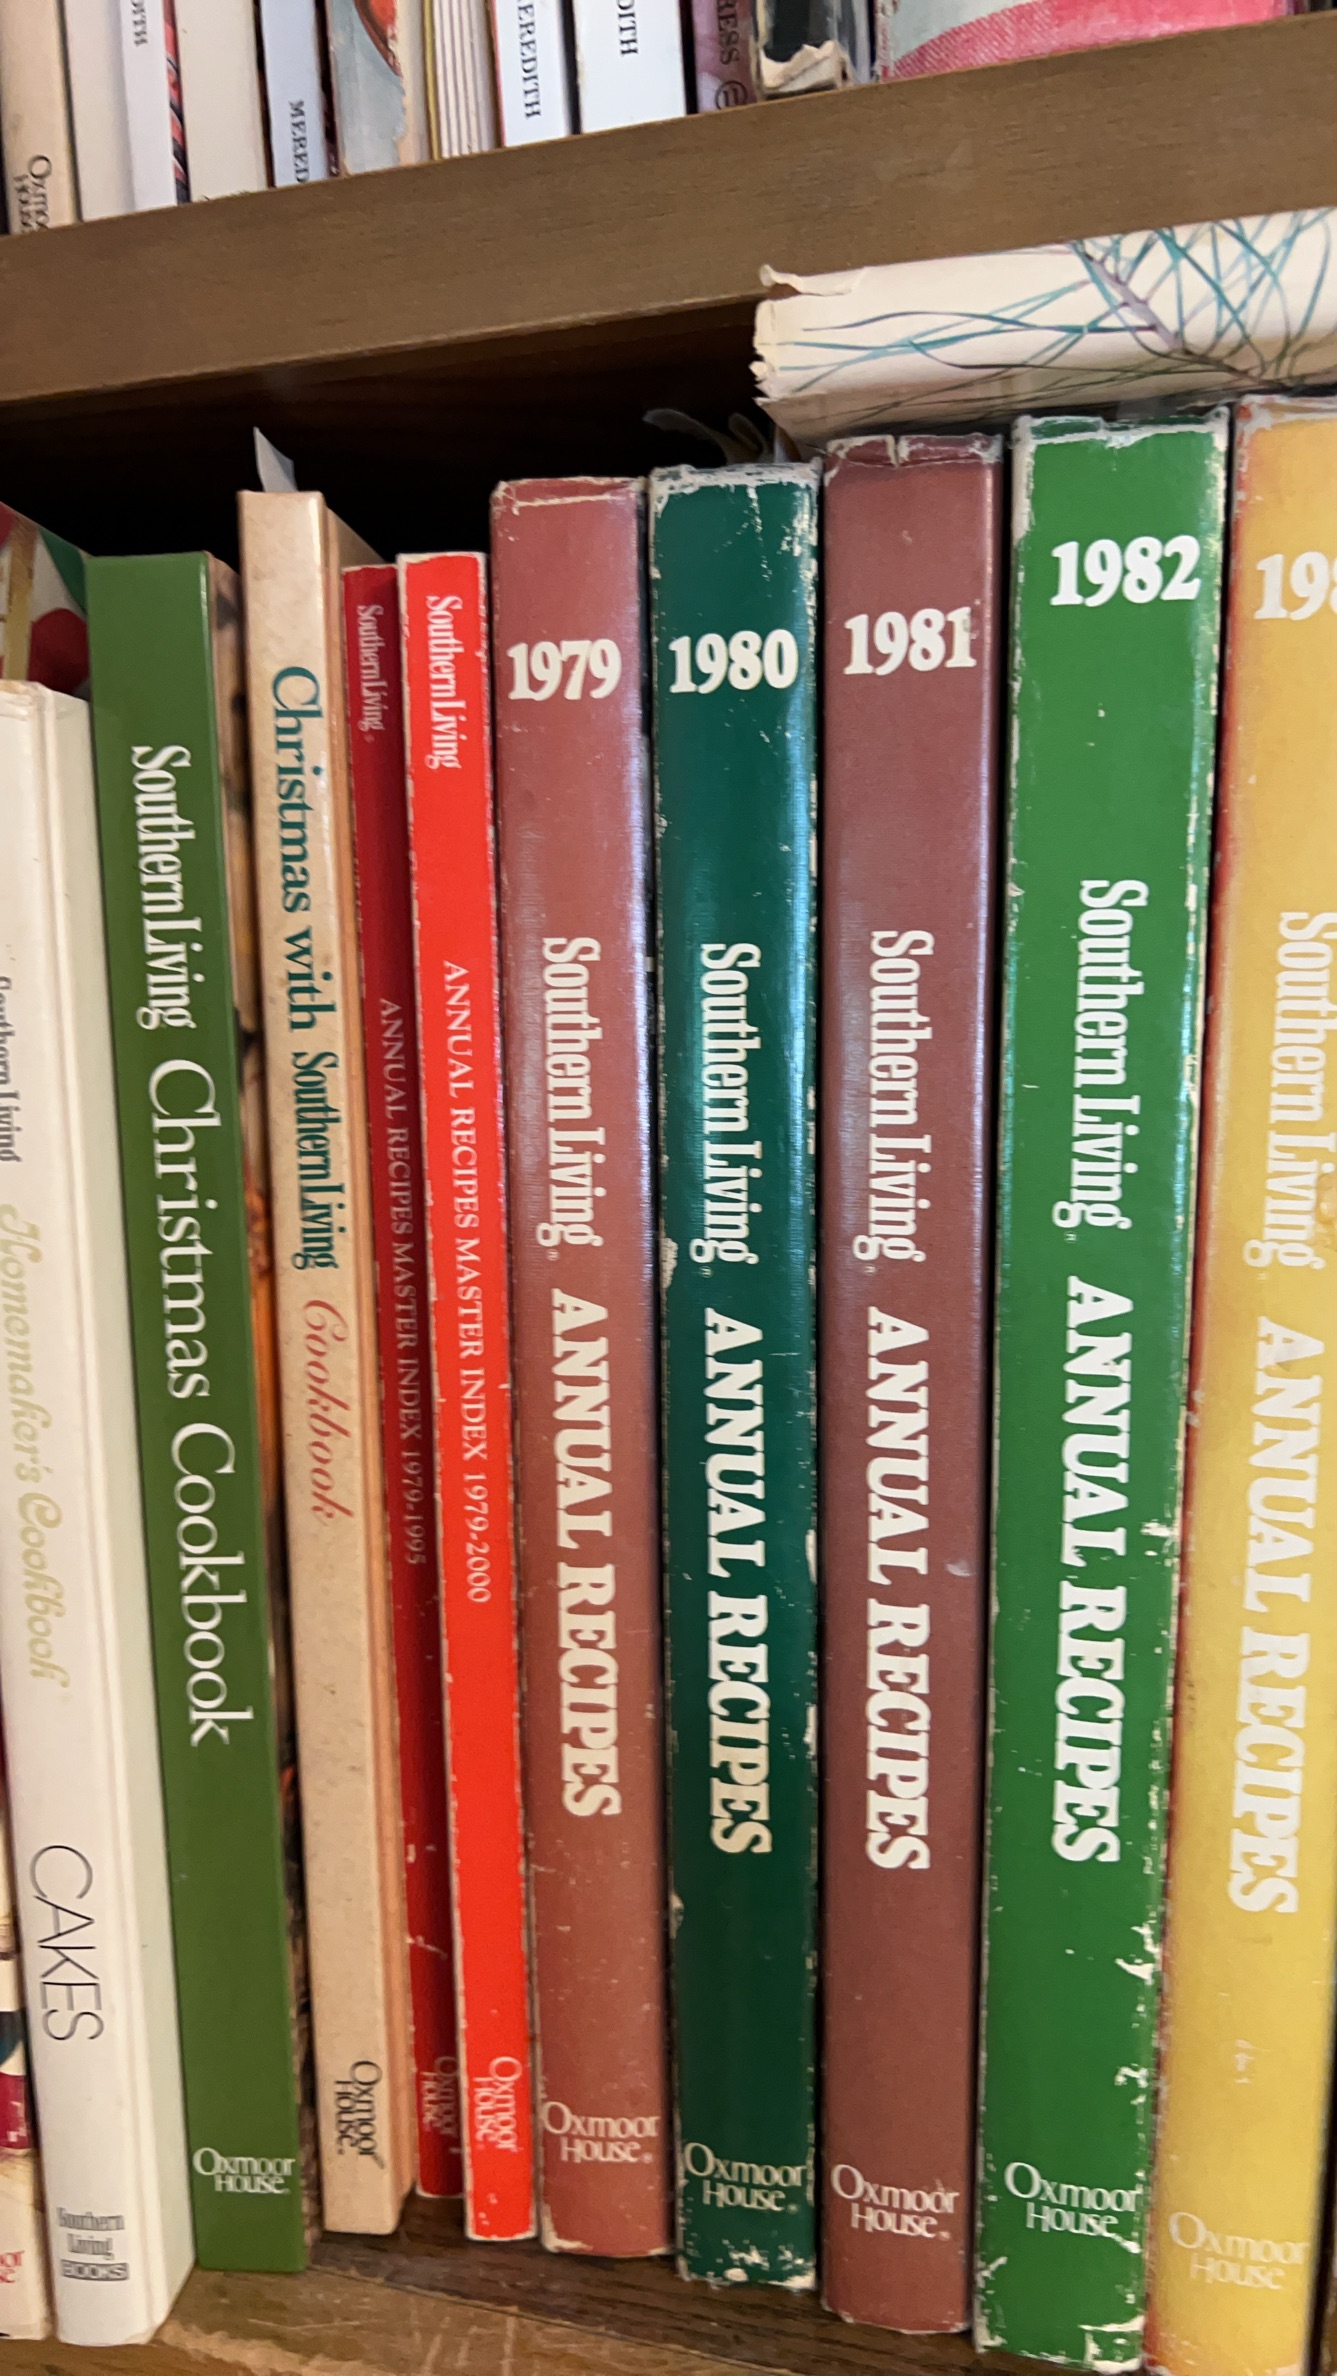 Oxmoor
House
MEREDITH
DITH
Southern Living
Homemaker's Cookbook
CAKES
Southern
Living
BOOKS
Southern Living Christmas Cookbook
Oxmoor
House®
Christmas with Southern Living Cookbook
Oxmoor
House®
Southern Living®
ANNUAL RECIPES MASTER INDEX 1979-1995
Oxmoor
House
Southern Living
ANNUAL RECIPES MASTER INDEX 1979-2000
Oxmoor
House
1979
Southern Living® ANNUAL RECIPES
Oxmoor
House®
1980
Southern Living® ANNUAL RECIPES
Oxmoor
House®
1981
Southern Living® ANNUAL RECIPES
Oxmoor
House®
1982
Southern Living® ANNUAL RECIPES
Oxmoor
House®
Southern Living® ANNUAL RECIPES
Oxmoor
House